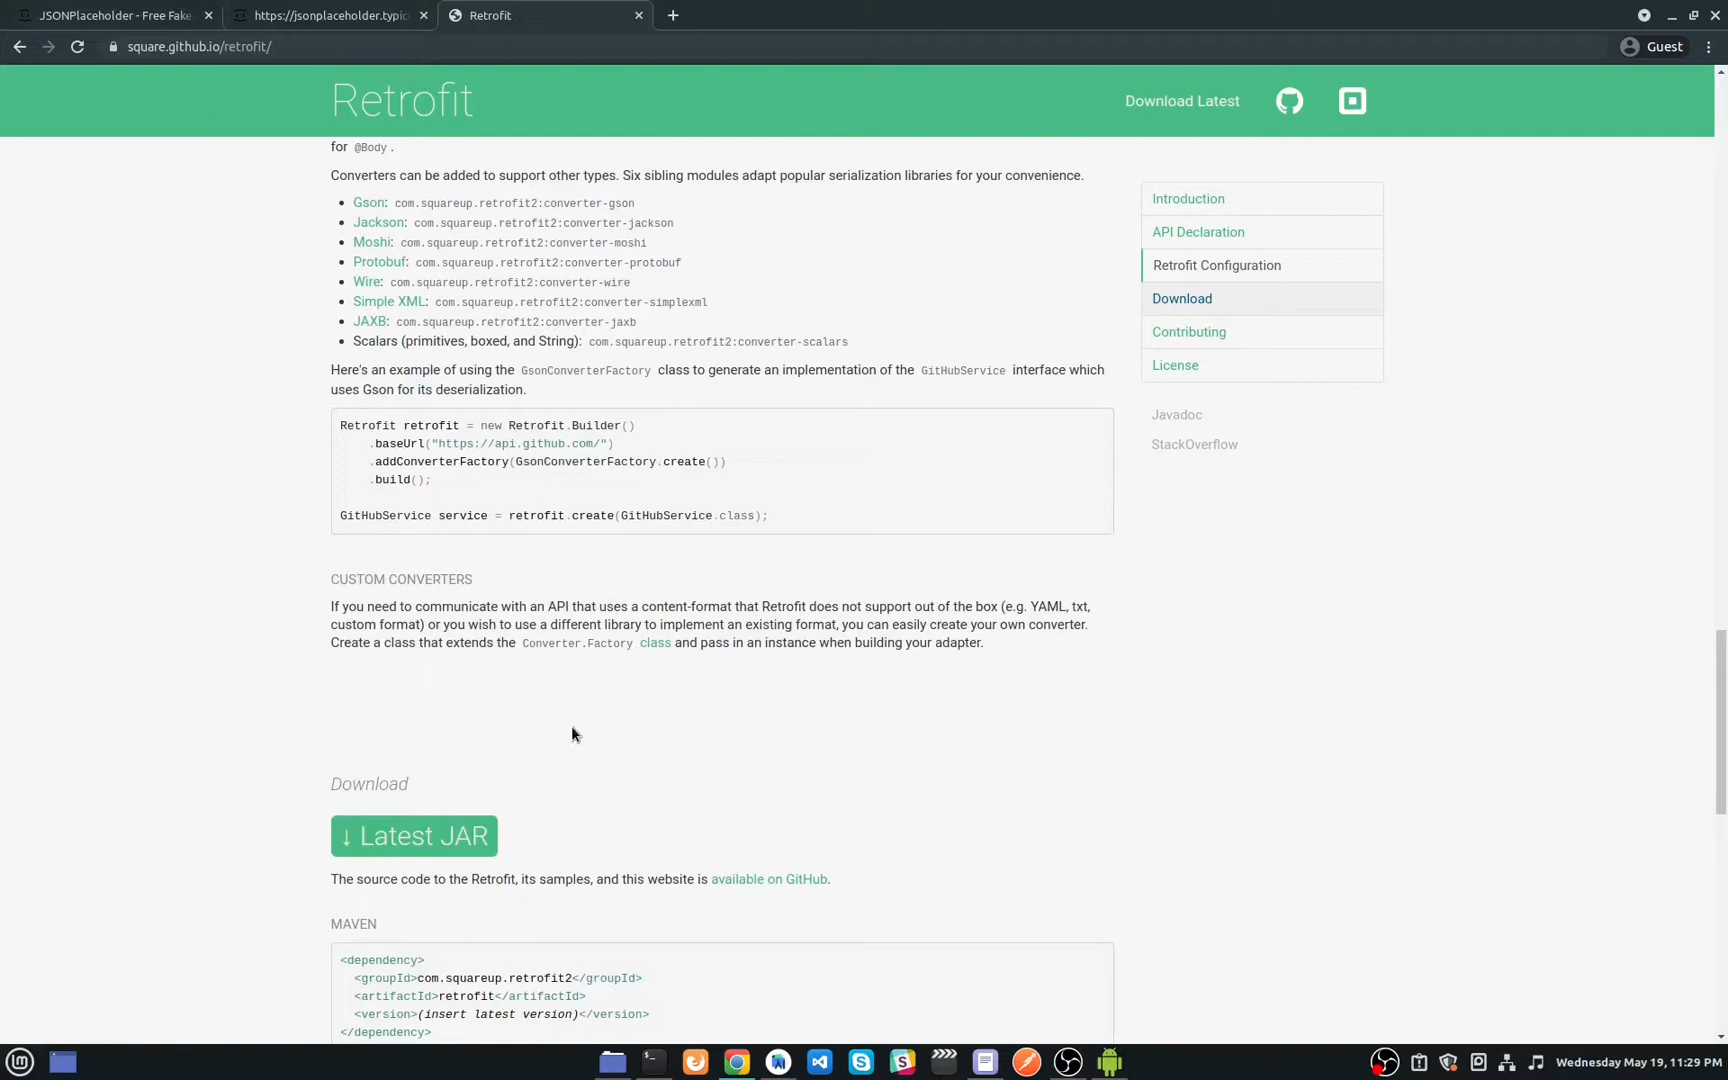 JSONPlaceholder - Free Fake
https://jsonplaceholder.typic
Retrofit
square.github.io/retrofit/
Guest
Retrofit
Download Latest
for @Body .
Converters can be added to support other types. Six sibling modules adapt popular serialization libraries for your convenience.
Gson: com.squareup.retrofit2:converter-gson
Jackson: com.squareup.retrofit2:converter-jackson
Moshi: com.squareup.retrofit2:converter-moshi
Protobuf: com.squareup.retrofit2:converter-protobuf
Wire: com.squareup.retrofit2:converter-wire
Simple XML: com.squareup.retrofit2:converter-simplexml
JAXB: com.squareup.retrofit2:converter-jaxb
Scalars (primitives, boxed, and String): com.squareup.retrofit2:converter-scalars
Here's an example of using the GsonConverterFactory class to generate an implementation of the GitHubService interface which
uses Gson for its deserialization.
Retrofit retrofit = new Retrofit.Builder()
.baseUrl("https://api.github.com/")
.addConverterFactory(GsonConverterFactory.create())
.build();
GitHubService service = retrofit.create(GitHubService.class);
CUSTOM CONVERTERS
If you need to communicate with an API that uses a content-format that Retrofit does not support out of the box (e.g. YAML, txt,
custom format) or you wish to use a different library to implement an existing format, you can easily create your own converter.
Create a class that extends the Converter.Factory class and pass in an instance when building your adapter.
Download
↓ Latest JAR
The source code to the Retrofit, its samples, and this website is available on GitHub.
MAVEN
<dependency>
<groupId>com.squareup.retrofit2</groupId>
<artifactId>retrofit</artifactId>
<version>(insert latest version)</version>
</dependency>
Introduction
API Declaration
Retrofit Configuration
Download
Contributing
License
Javadoc
StackOverflow
Wednesday May 19, 11:29 PM